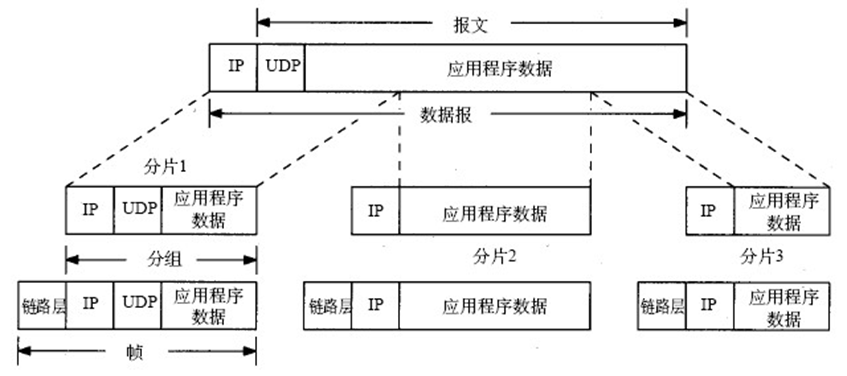 报文
IP UDP 应用程序数据
数据报
分片1
IP UDP 应用程序
数据
IP 应用程序数据
IP 应用程序
数据
分组
分片2
分片3
链路层 IP UDP 应用程序
数据
链路层 IP 应用程序数据
链路层 IP 应用程序
数据
帧